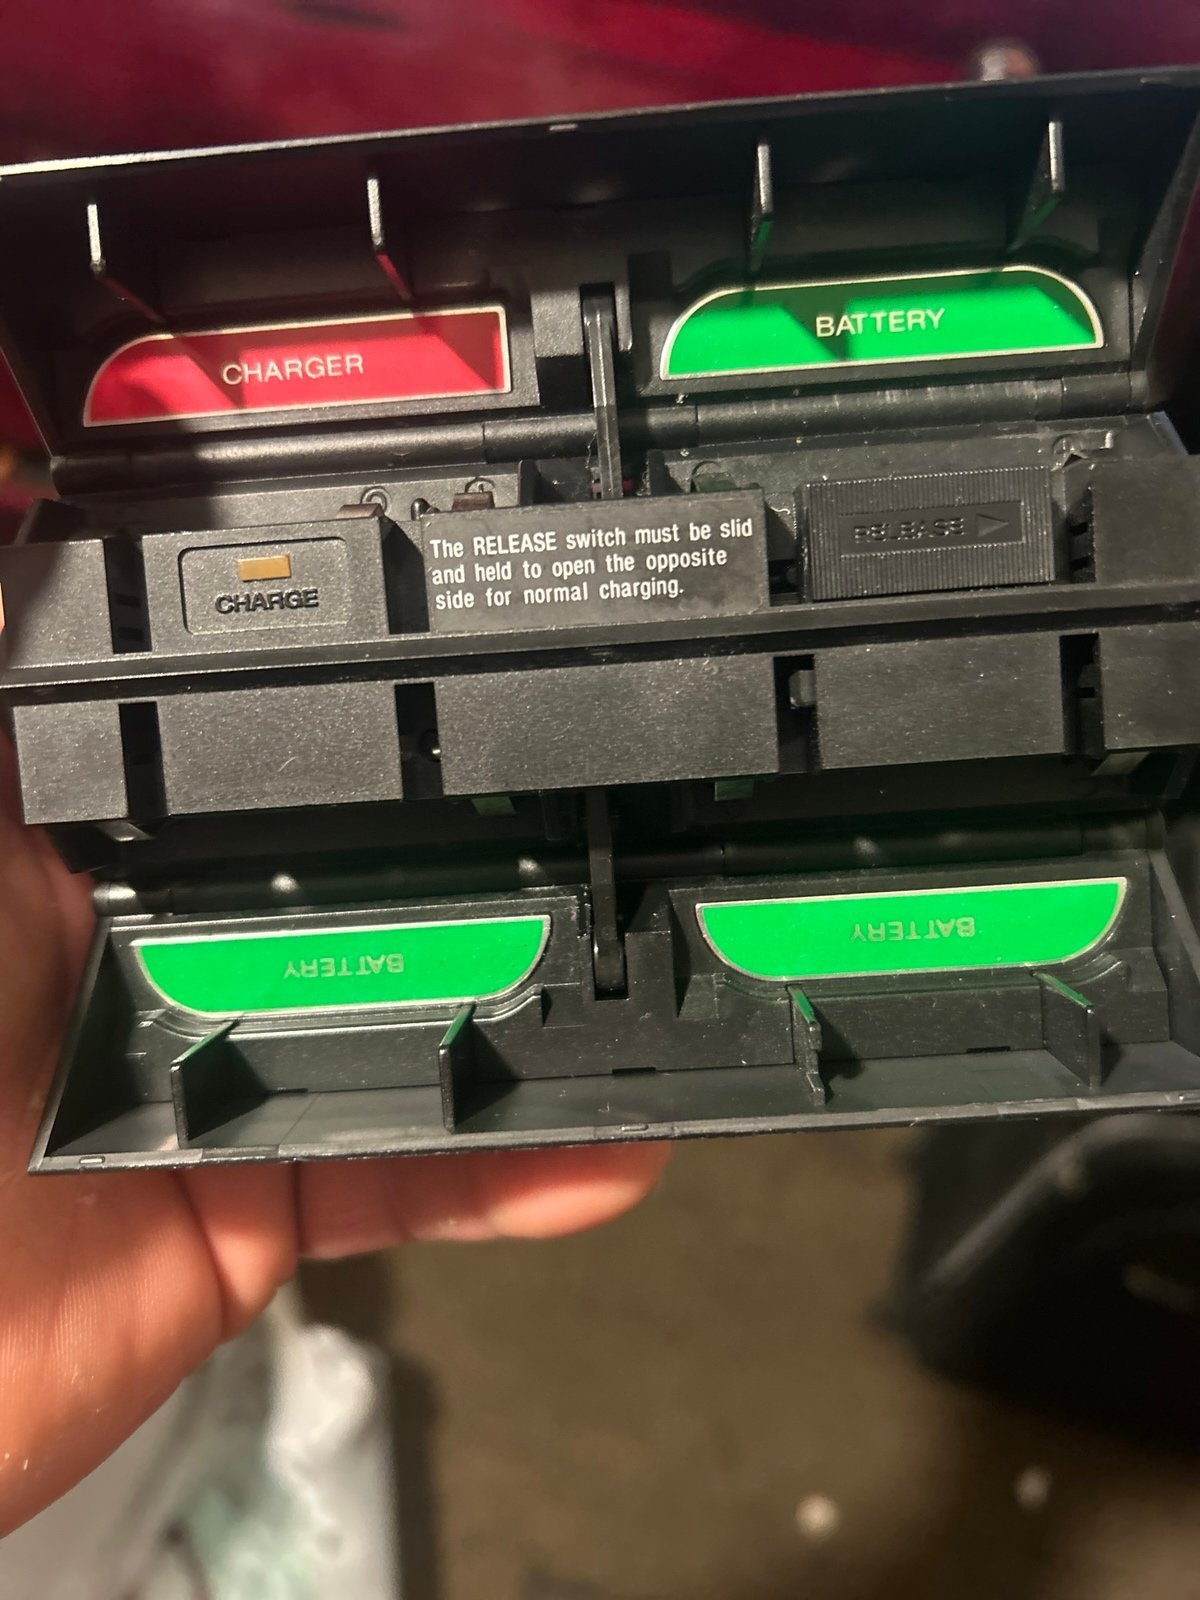 CHARGER
BATTERY
CHARGE
The RELEASE switch must be slid
and held to open the opposite
side for normal charging.
RELEASE
BATTERY
BATTERY